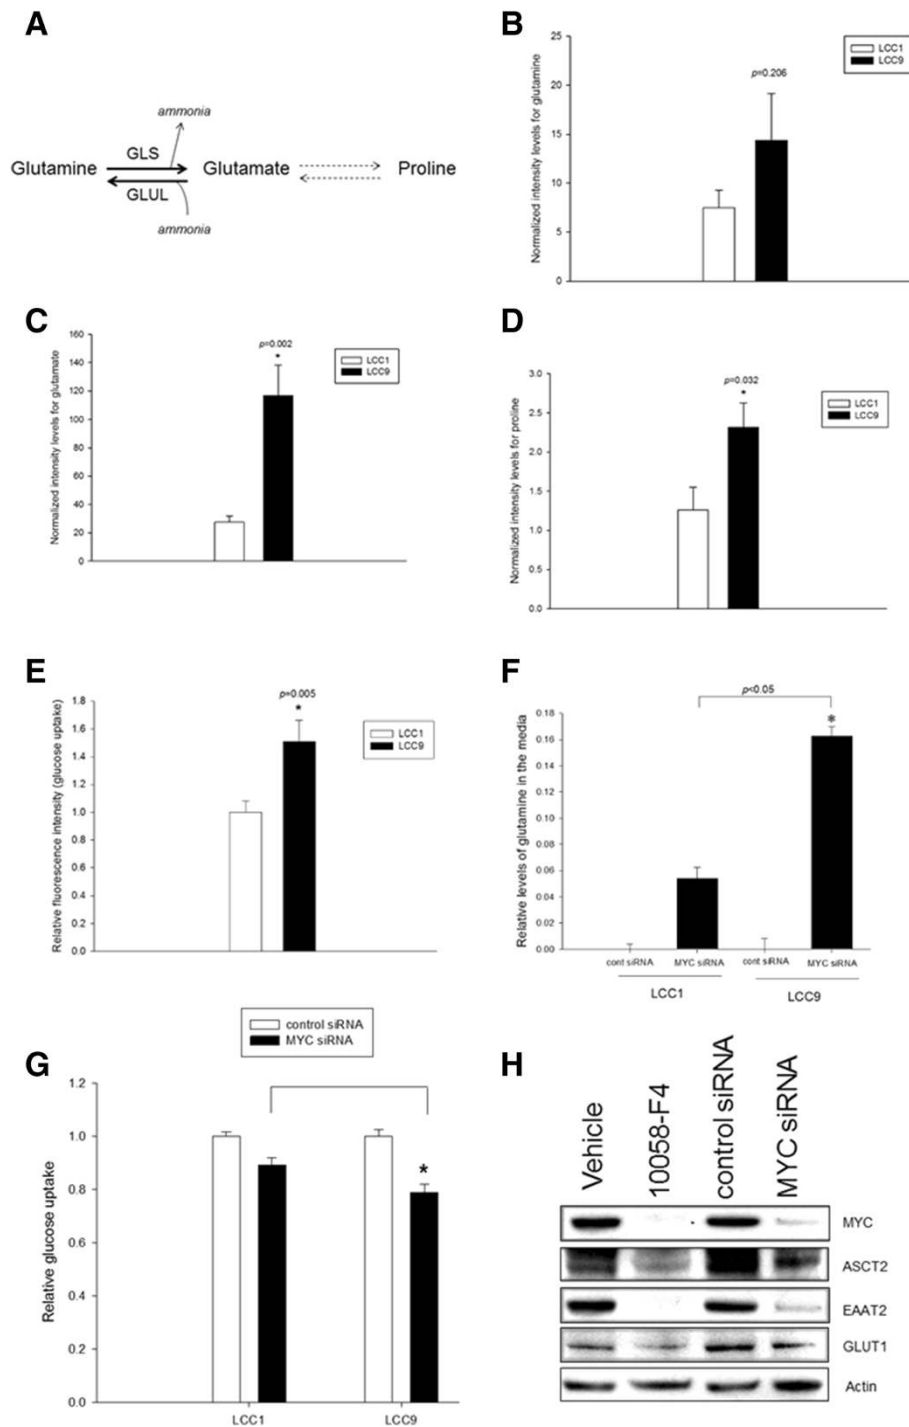 A
ammonia
Glutamine
GLS
Glutamate
Proline
GLUL
ammonia
B
Normalized intensity levels for glutamine
25
20
15
10
5
0
p=0.206
LCC1
LCC9
C
Normalized intensity levels for glutamate
160
140
120
100
80
60
40
20
0
p=0.002
*
LCC1
LCC9
D
Normalized intensity levels for proline
3.0
2.5
2.0
1.5
1.0
0.5
0.0
p=0.032
*
LCC1
LCC9
E
Relative fluorescence intensity (glucose uptake)
1.8
1.6
1.4
1.2
1.0
0.8
0.6
0.4
0.2
0.0
p=0.005
*
LCC1
LCC9
F
Relative levels of glutamine in the media
0.18
0.16
0.14
0.12
0.10
0.08
0.06
0.04
0.02
0.00
p<0.05
*
cont siRNA
MYC siRNA
cont siRNA
MYC siRNA
LCC1
LCC9
G
control siRNA
MYC siRNA
Relative glucose uptake
1.2
1.0
0.8
0.6
0.4
0.2
0.0
*
LCC1
LCC9
H
Vehicle
10058-F4
control siRNA
MYC siRNA
MYC
ASCT2
EAAT2
GLUT1
Actin